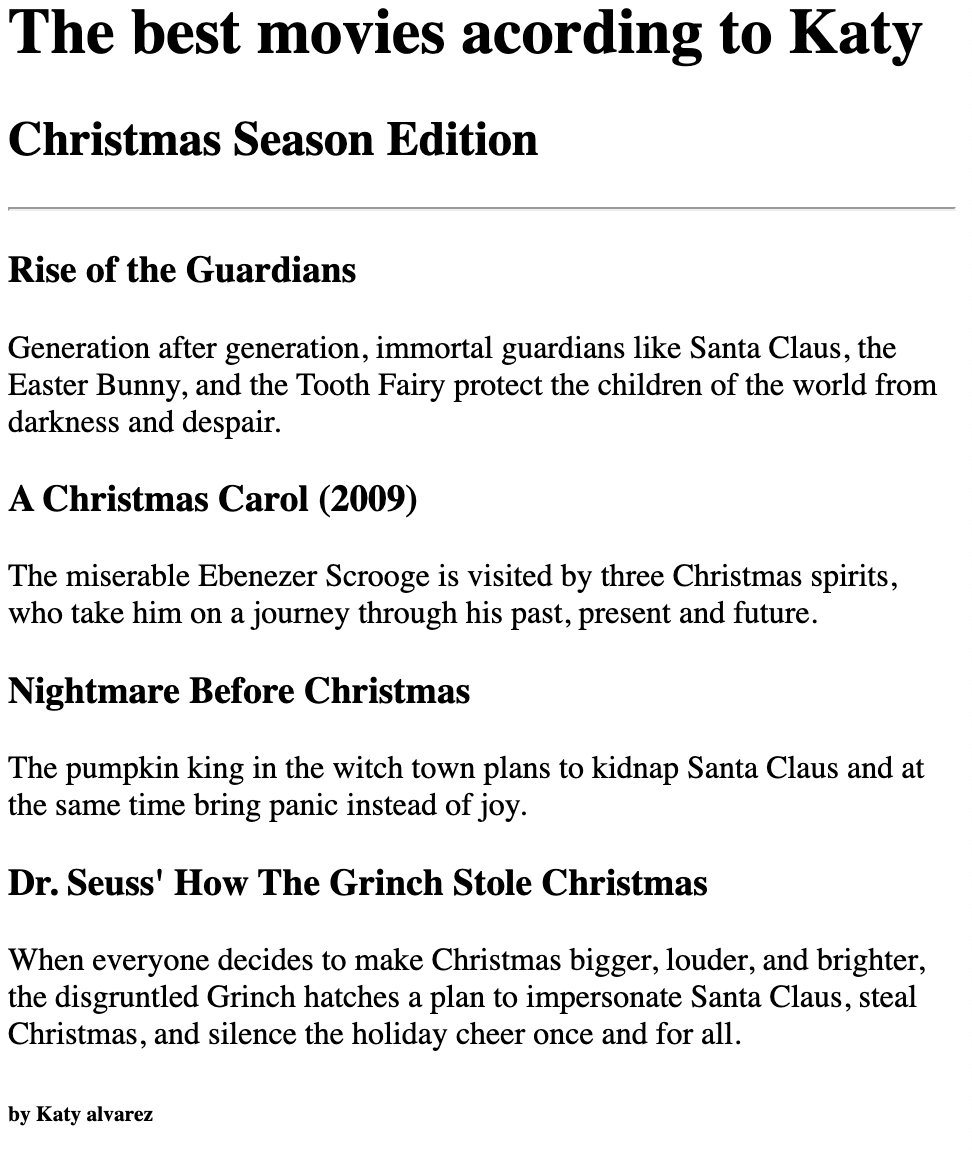 The best movies acording to Katy
Christmas Season Edition
Rise of the Guardians
Generation after generation, immortal guardians like Santa Claus, the
Easter Bunny, and the Tooth Fairy protect the children of the world from
darkness and despair.
A Christmas Carol (2009)
The miserable Ebenezer Scrooge is visited by three Christmas spirits,
who take him on a journey through his past, present and future.
Nightmare Before Christmas
The pumpkin king in the witch town plans to kidnap Santa Claus and at
the same time bring panic instead of joy.
Dr. Seuss' How The Grinch Stole Christmas
When everyone decides to make Christmas bigger, louder, and brighter,
the disgruntled Grinch hatches a plan to impersonate Santa Claus, steal
Christmas, and silence the holiday cheer once and for all.
by Katy alvarez